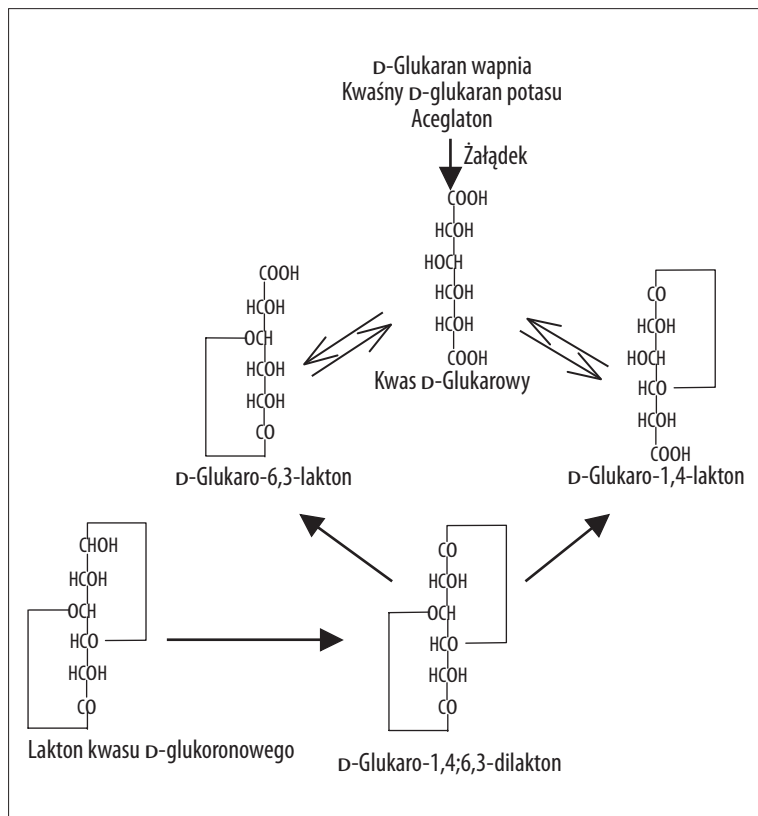 D-Glukaran wapnia
Kwaśny D-glukaran potasu
Aceglaton
Żałądek
COOH
HCOH
HOCH
HCOH
HCOH
COOH
Kwas D-Glukarowy
COOH
HCOH
OCH
HCOH
HCOH
CO
D-Glukaro-6,3-lakton
CO
HCOH
HOCH
HCO
HCOH
COOH
D-Glukaro-1,4-lakton
CHOH
HCOH
OCH
HCO
HCOH
CO
Lakton kwasu D-glukoronowego
CO
HCOH
OCH
HCO
HCOH
CO
D-Glukaro-1,4;6,3-dilakton